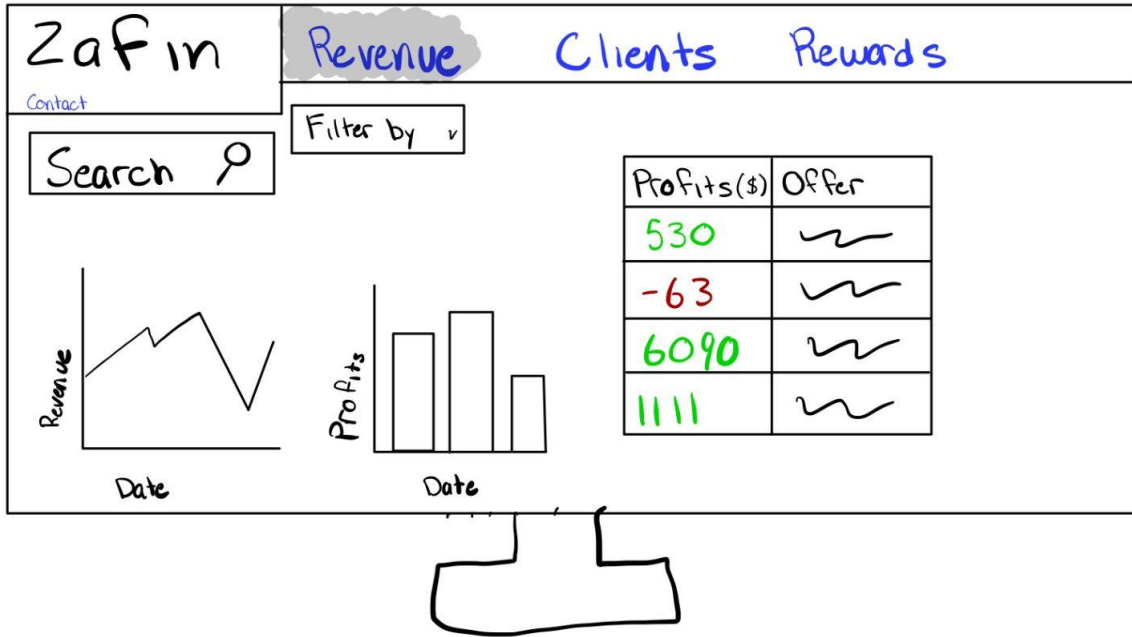 Zafin
Revenue Clients Rewards
Contact
Filter by v
Search
Profits($) Offer
530
-63
6090
1111
Revenue
Date
Profits
Date